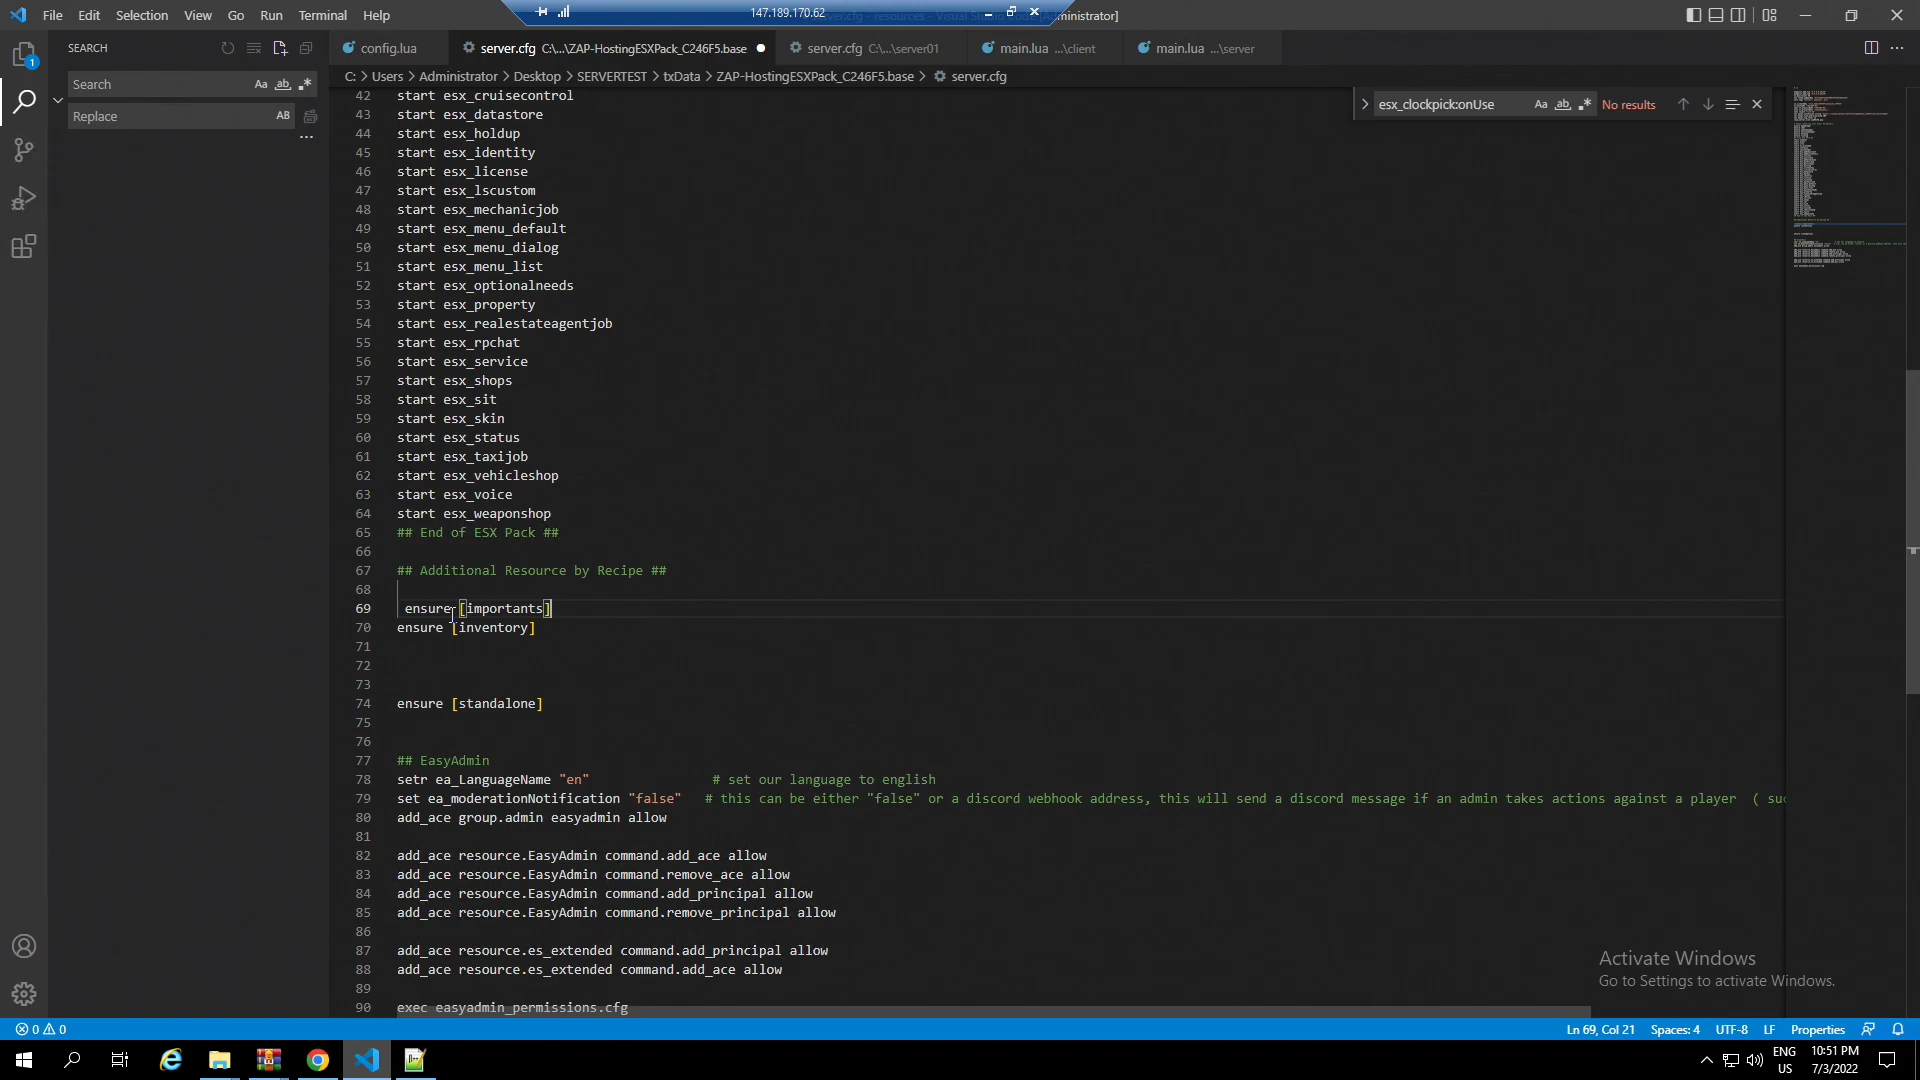 File Edit Selection View Go Run Terminal Help
147.189.170.62
SEARCH
Search
Aa ab
Replace
AB
config.lua
server.cfg C:\...\ZAP-HostingESXPack_C246F5.base
server.cfg C:\...\server01
main.lua ...\client
main.lua ...\server
C: > Users > Administrator > Desktop > SERVERTEST > txData > ZAP-HostingESXPack_C246F5.base > server.cfg
esx_clockpick:onUse Aa ab No results
42 start esx_cruisecontrol
43 start esx_datastore
44 start esx_holdup
45 start esx_identity
46 start esx_license
47 start esx_lscustom
48 start esx_mechanicjob
49 start esx_menu_default
50 start esx_menu_dialog
51 start esx_menu_list
52 start esx_optionalneeds
53 start esx_property
54 start esx_realestateagentjob
55 start esx_rpchat
56 start esx_service
57 start esx_shops
58 start esx_sit
59 start esx_skin
60 start esx_status
61 start esx_taxijob
62 start esx_vehicleshop
63 start esx_voice
64 start esx_weaponshop
65 ## End of ESX Pack ##
66
67 ## Additional Resource by Recipe ##
68
69 ensure [importants]
70 ensure [inventory]
71
72
73
74 ensure [standalone]
75
76
77 ## EasyAdmin
78 setr ea_LanguageName "en" # set our language to english
79 set ea_moderationNotification "false" # this can be either "false" or a discord webhook address, this will send a discord message if an admin takes actions against a player ( su
80 add_ace group.admin easyadmin allow
81
82 add_ace resource.EasyAdmin command.add_ace allow
83 add_ace resource.EasyAdmin command.remove_ace allow
84 add_ace resource.EasyAdmin command.add_principal allow
85 add_ace resource.EasyAdmin command.remove_principal allow
86
87 add_ace resource.es_extended command.add_principal allow
88 add_ace resource.es_extended command.add_ace allow
89
90 exec easyadmin_permissions.cfg
Activate Windows
Go to Settings to activate Windows.
0 0
Ln 69, Col 21 Spaces: 4 UTF-8 LF Properties
ENG
US
10:51 PM
7/3/2022